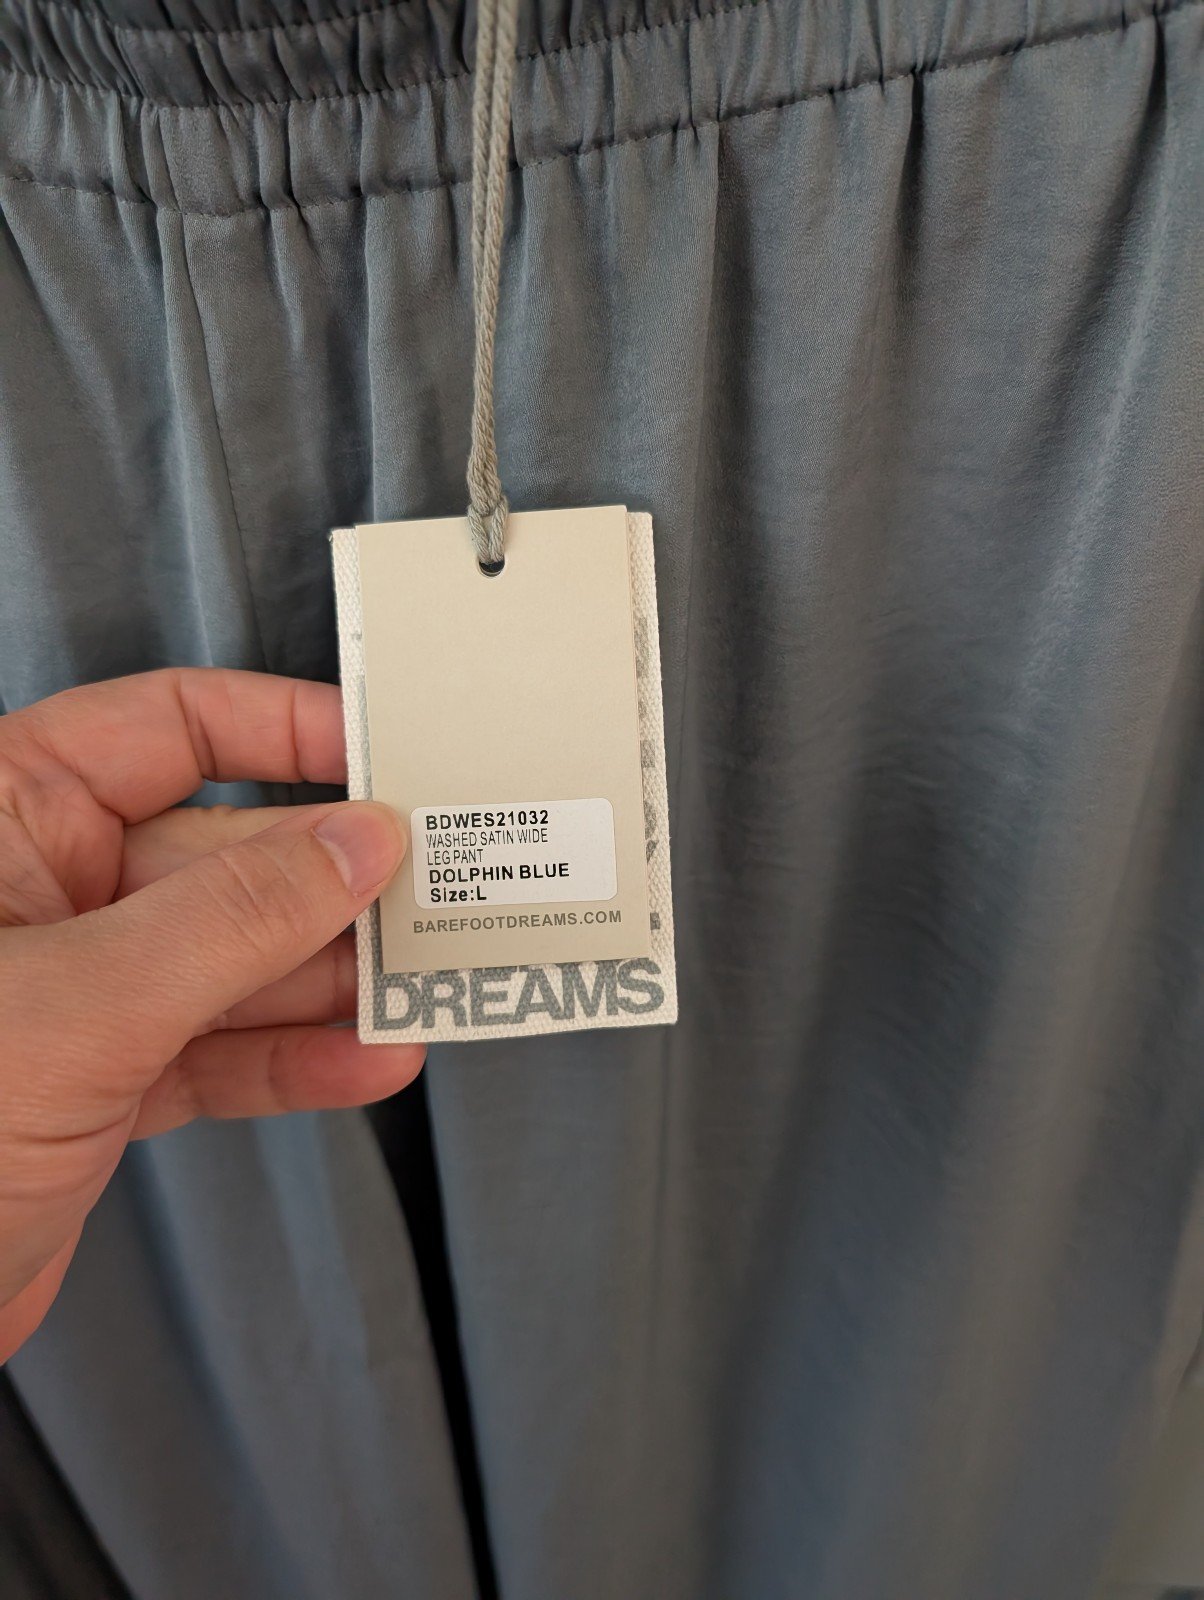 BDWES21032
WASHED SATIN WIDE
LEG PANT
DOLPHIN BLUE
Size:L
BAREFOOTDREAMS.COM
DREAMS